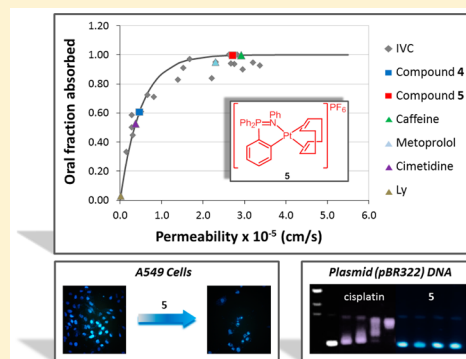 Oral fraction absorbed
1.00
0.80
0.60
0.40
0.20
0.00
0.0 1.0 2.0 3.0 4.0 5.0 6.0
Permeability x 10⁻⁵ (cm/s)
Ph
Ph₂P=N
Pt
PF₆
5
IVC
Compound 4
Compound 5
Caffeine
Metoprolol
Cimetidine
Ly
A549 Cells
5
Plasmid (pBR322) DNA
cisplatin 5